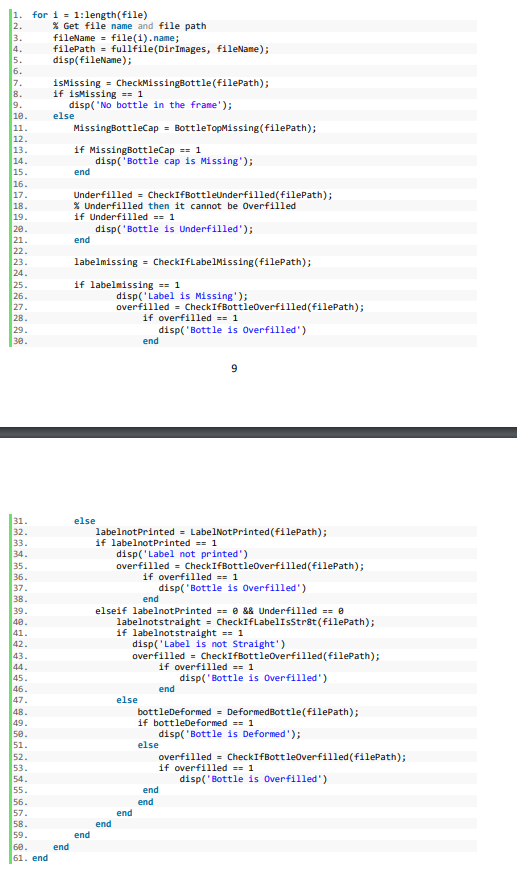 1. for i = 1:length(file)
2. % Get file name and file path
3. fileName = file(i).name;
4. filePath = fullfile(DirImages, fileName);
5. disp(fileName);
6.
7. isMissing = CheckMissingBottle(filePath);
8. if isMissing == 1
9. disp('No bottle in the frame');
10. else
11. MissingBottleCap = BottleTopMissing(filePath);
12.
13. if MissingBottleCap == 1
14. disp('Bottle cap is Missing');
15. end
16.
17. Underfilled = CheckIfBottleUnderfilled(filePath);
18. % Underfilled then it cannot be Overfilled
19. if Underfilled == 1
20. disp('Bottle is Underfilled');
21. end
22.
23. labelmissing = CheckIfLabelMissing(filePath);
24.
25. if labelmissing == 1
26. disp('Label is Missing');
27. overfilled = CheckIfBottleOverfilled(filePath);
28. if overfilled == 1
29. disp('Bottle is Overfilled')
30. end
9
31. else
32. labelnotPrinted = LabelNotPrinted(filePath);
33. if labelnotPrinted == 1
34. disp('Label not printed')
35. overfilled = CheckIfBottleOverfilled(filePath);
36. if overfilled == 1
37. disp('Bottle is Overfilled')
38. end
39. elseif labelnotPrinted == 0 && Underfilled == 0
40. labelnotstraight = CheckIfLabelIsStr8t(filePath);
41. if labelnotstraight == 1
42. disp('Label is not Straight')
43. overfilled = CheckIfBottleOverfilled(filePath);
44. if overfilled == 1
45. disp('Bottle is Overfilled')
46. end
47. else
48. bottleDeformed = DeformedBottle(filePath);
49. if bottleDeformed == 1
50. disp('Bottle is Deformed');
51. else
52. overfilled = CheckIfBottleOverfilled(filePath);
53. if overfilled == 1
54. disp('Bottle is Overfilled')
55. end
56. end
57. end
58. end
59. end
60. end
61. end